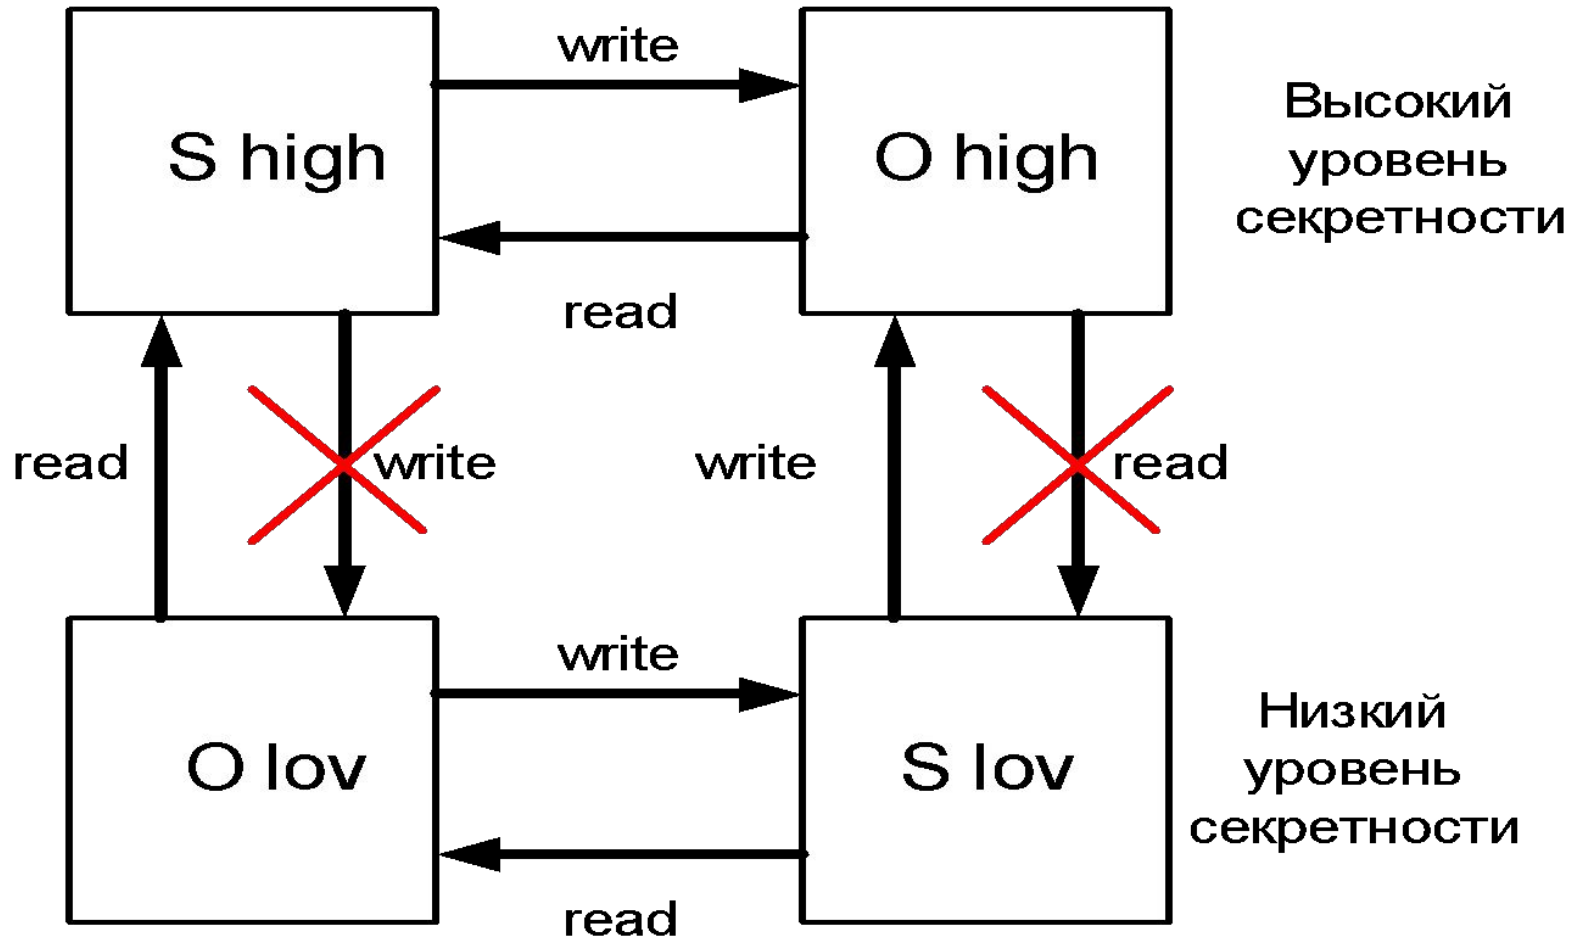 write
S high
O high
Высокий
уровень
секретности
read
read
write
write
read
write
O lov
S lov
Низкий
уровень
секретности
read